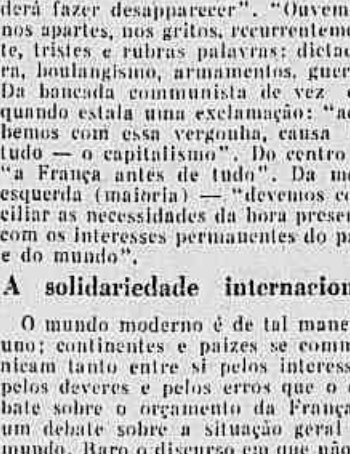 derá fazer desapparecer". "Ouvem
nos apartes, nos gritos, recurrenteme
te, tristes e rubras palavras: dictad
ra, boulangismo, armamentos, guer
Da bancada communista de vez e
quando estala uma exclamação: "ac
bemos com essa vergonha, causa
tudo — o capitalismo". Do centro
"a França antes de tudo". Da me
esquerda (maioria) — "devemos co
ciliar as necessidades da hora presen
com os interesses permanentes do pa
e do mundo".
A solidariedade internacion
O mundo moderno é de tal mane
uno; continentes e paizes se commu
nicam tanto entre si pelos interess
pelos deveres e pelos erros que o d
bate sobre o orçamento da França
um debate sobre a situação geral
mundo. Raro o discurso em que não